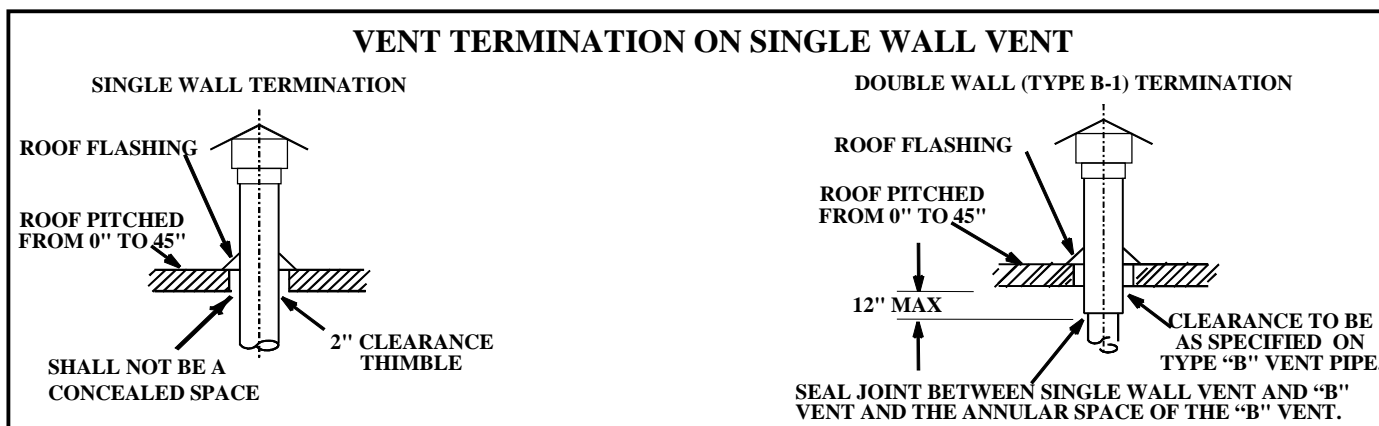 VENT TERMINATION ON SINGLE WALL VENT
SINGLE WALL TERMINATION
ROOF FLASHING
ROOF PITCHED
FROM 0" TO 45"
SHALL NOT BE A
CONCEALED SPACE
2" CLEARANCE
THIMBLE
DOUBLE WALL (TYPE B-1) TERMINATION
ROOF FLASHING
ROOF PITCHED
FROM 0" TO 45"
12" MAX
CLEARANCE TO BE
AS SPECIFIED ON
TYPE “B” VENT PIPE.
SEAL JOINT BETWEEN SINGLE WALL VENT AND “B"
VENT AND THE ANNULAR SPACE OF THE “B” VENT.